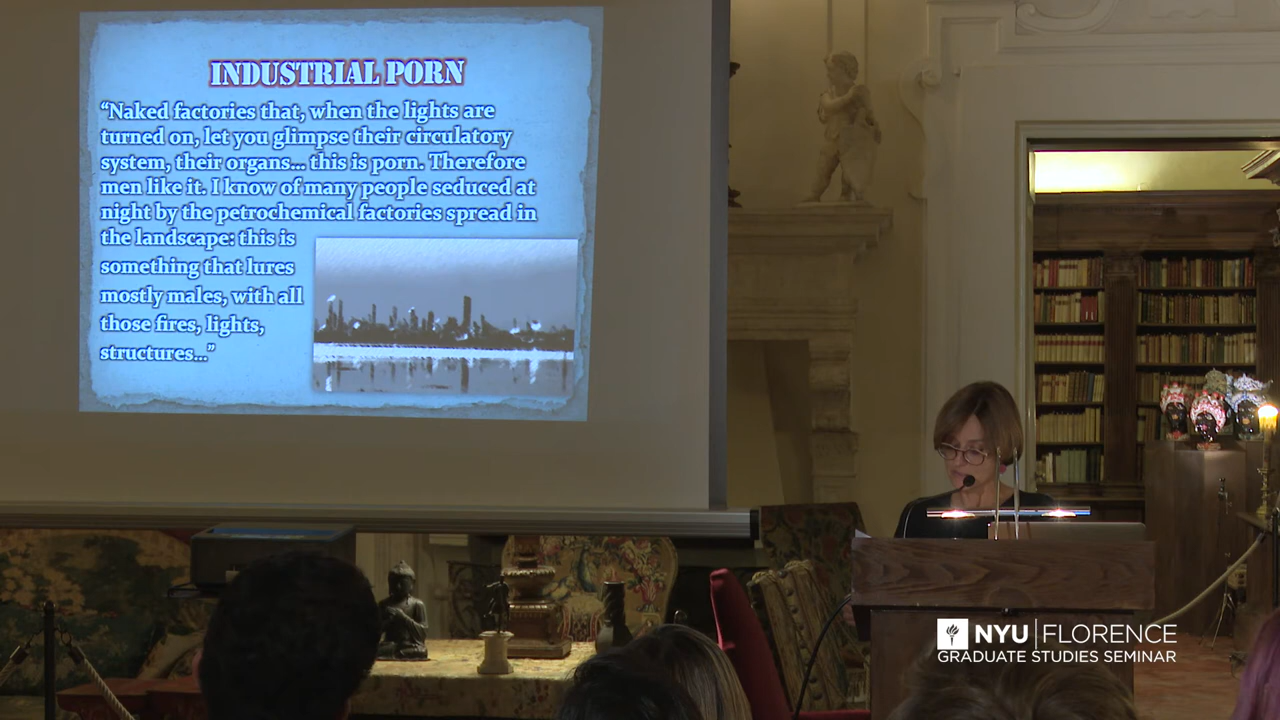 INDUSTRIAL PORN
“Naked factories that, when the lights are
turned on, let you glimpse their circulatory
system, their organs... this is porn. Therefore
men like it. I know of many people seduced at
night by the petrochemical factories spread in
the landscape: this is
something that lures
mostly males, with all
those fires, lights,
structures...”
NYU FLORENCE
GRADUATE STUDIES SEMINAR